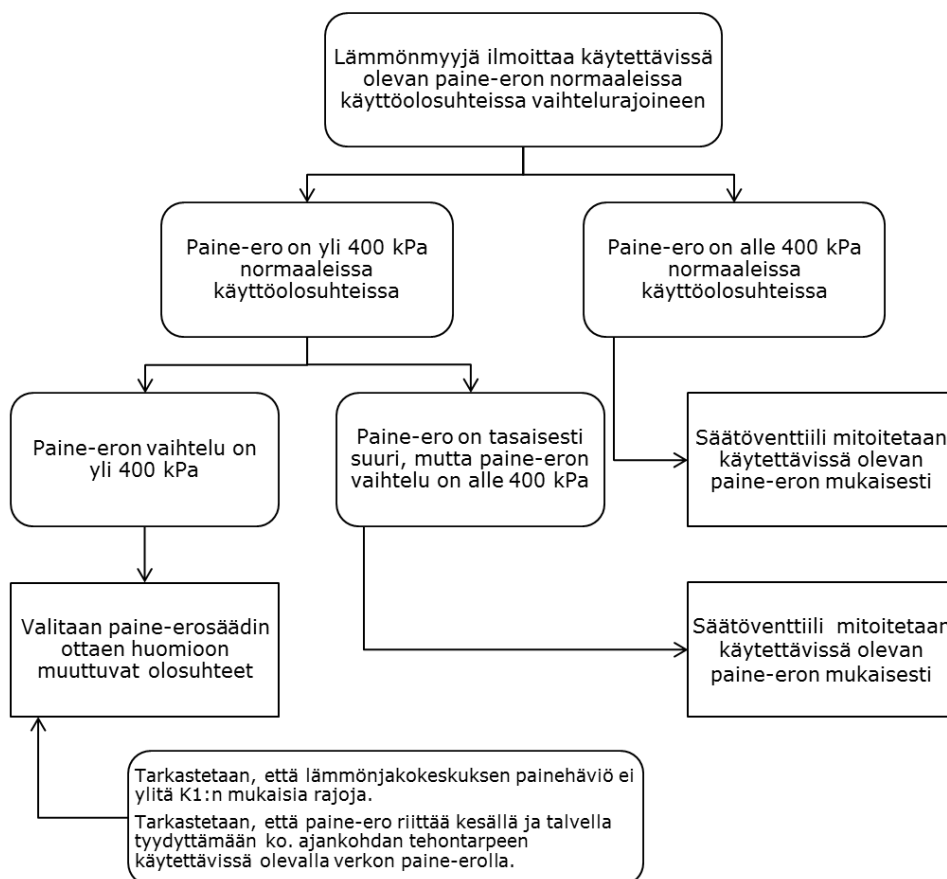 Lämmönmyyjä ilmoittaa käytettävissä
olevan paine-eron normaaleissa
käyttöolosuhteissa vaihtelurajoineen
Paine-ero on yli 400 kPa
normaaleissa
käyttöolosuhteissa
Paine-ero on alle 400 kPa
normaaleissa
käyttöolosuhteissa
Paine-eron vaihtelu on
yli 400 kPa
Paine-ero on tasaisesti
suuri, mutta paine-eron
vaihtelu on alle 400 kPa
Säätöventtiili mitoitetaan
käytettävissä olevan
paine-eron mukaisesti
Valitaan paine-erosäädin
ottaen huomioon
muuttuvat olosuhteet
Säätöventtiili mitoitetaan
käytettävissä olevan
paine-eron mukaisesti
Tarkastetaan, että lämmönjakokeskuksen painehäviö ei
ylitä K1:n mukaisia rajoja.
Tarkastetaan, että paine-ero riittää kesällä ja talvella
tyydyttämään ko. ajankohdan tehontarpeen
käytettävissä olevalla verkon paine-erolla.